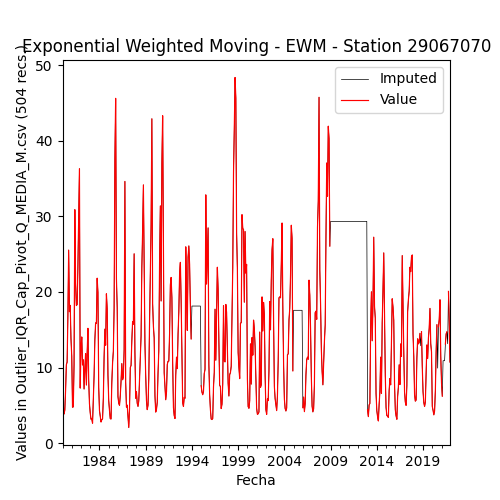 Exponential Weighted Moving - EWM - Station 29067070
Imputed
Value
Values in Outlier_IQR_Cap_Pivot_Q_MEDIA_M.csv (504 recs.)
50
40
30
20
10
0
1984 1989 1994 1999 2004 2009 2014 2019
Fecha